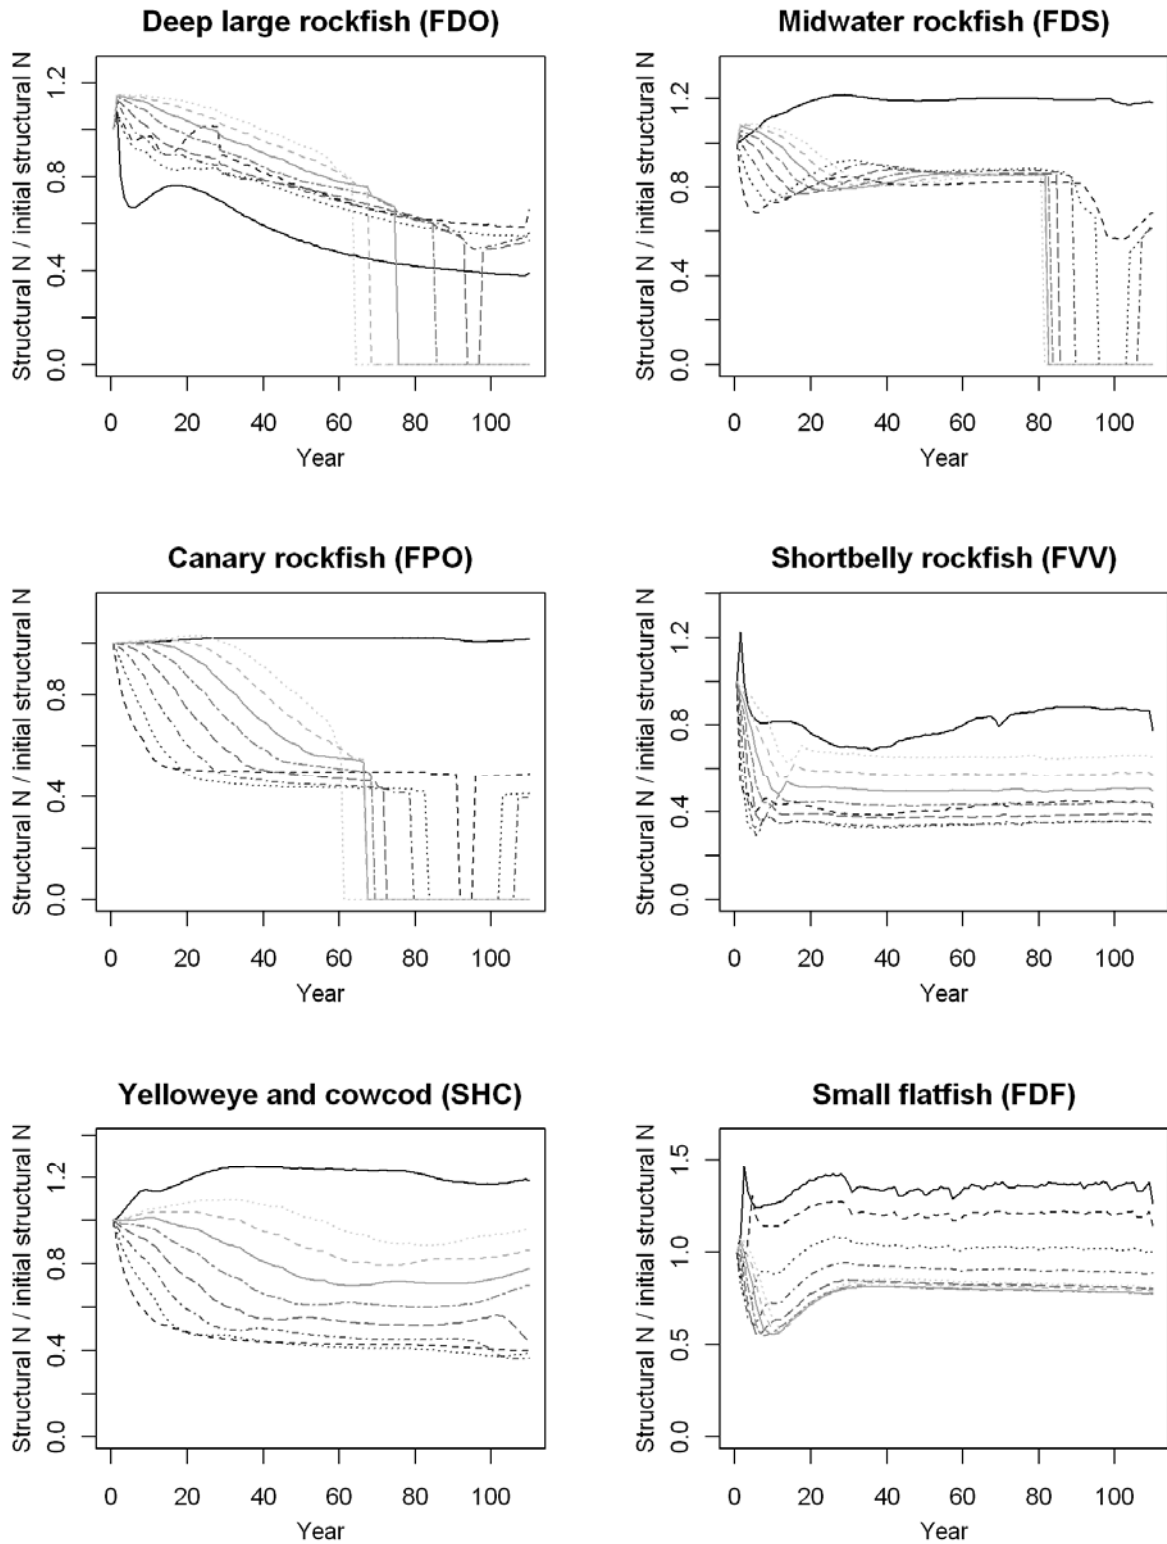 Deep large rockfish (FDO)
Structural N / initial structural N
0.0 0.4 0.8 1.2
0 20 40 60 80 100
Year
Midwater rockfish (FDS)
Structural N / initial structural N
0.0 0.4 0.8 1.2
0 20 40 60 80 100
Year
Canary rockfish (FPO)
Structural N / initial structural N
0.0 0.4 0.8
0 20 40 60 80 100
Year
Shortbelly rockfish (FVV)
Structural N / initial structural N
0.0 0.4 0.8 1.2
0 20 40 60 80 100
Year
Yelloweye and cowcod (SHC)
Structural N / initial structural N
0.0 0.4 0.8 1.2
0 20 40 60 80 100
Year
Small flatfish (FDF)
Structural N / initial structural N
0.0 0.5 1.0 1.5
0 20 40 60 80 100
Year